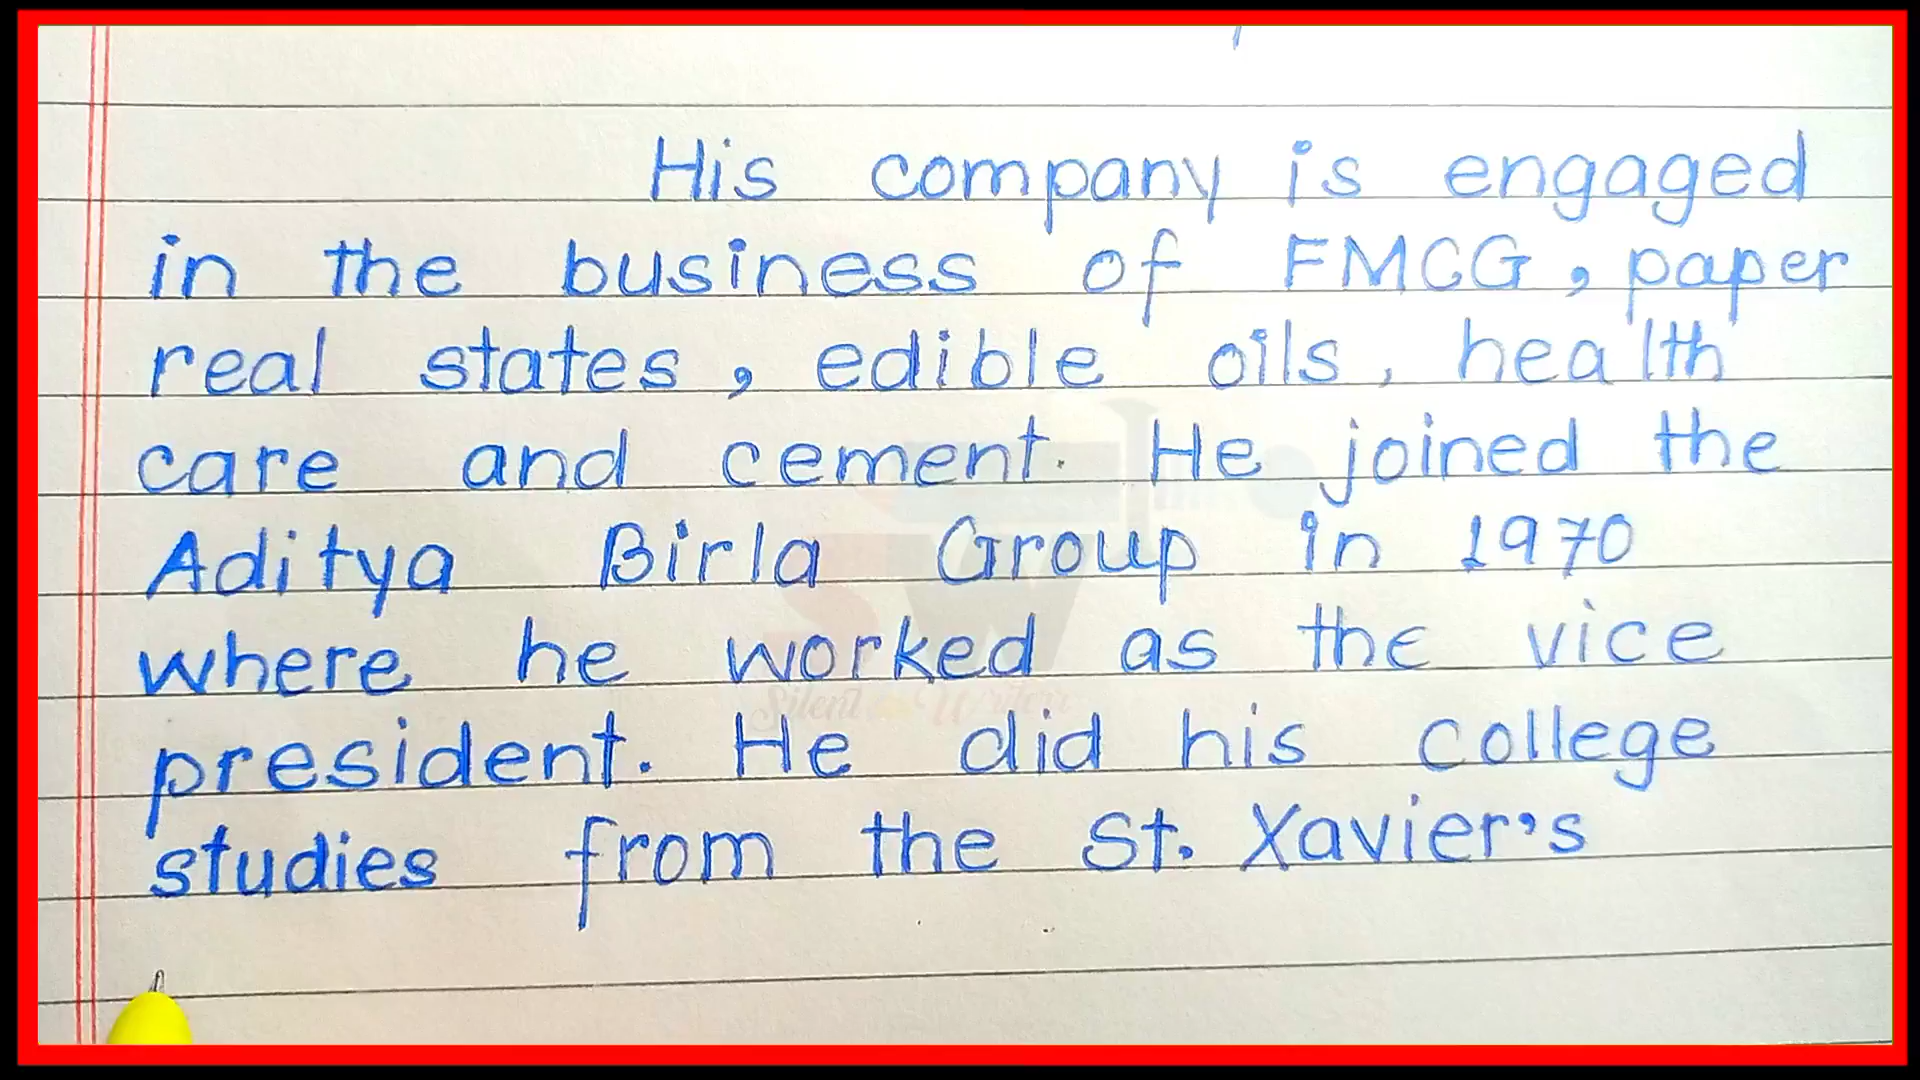 His company is engaged
in the business of FMCG, paper
real states, edible oils, health
care and cement. He joined the
Aditya Birla Group in 1970
where he worked as the vice
president. He did his college
studies from the St. Xavier's
Silent Writers